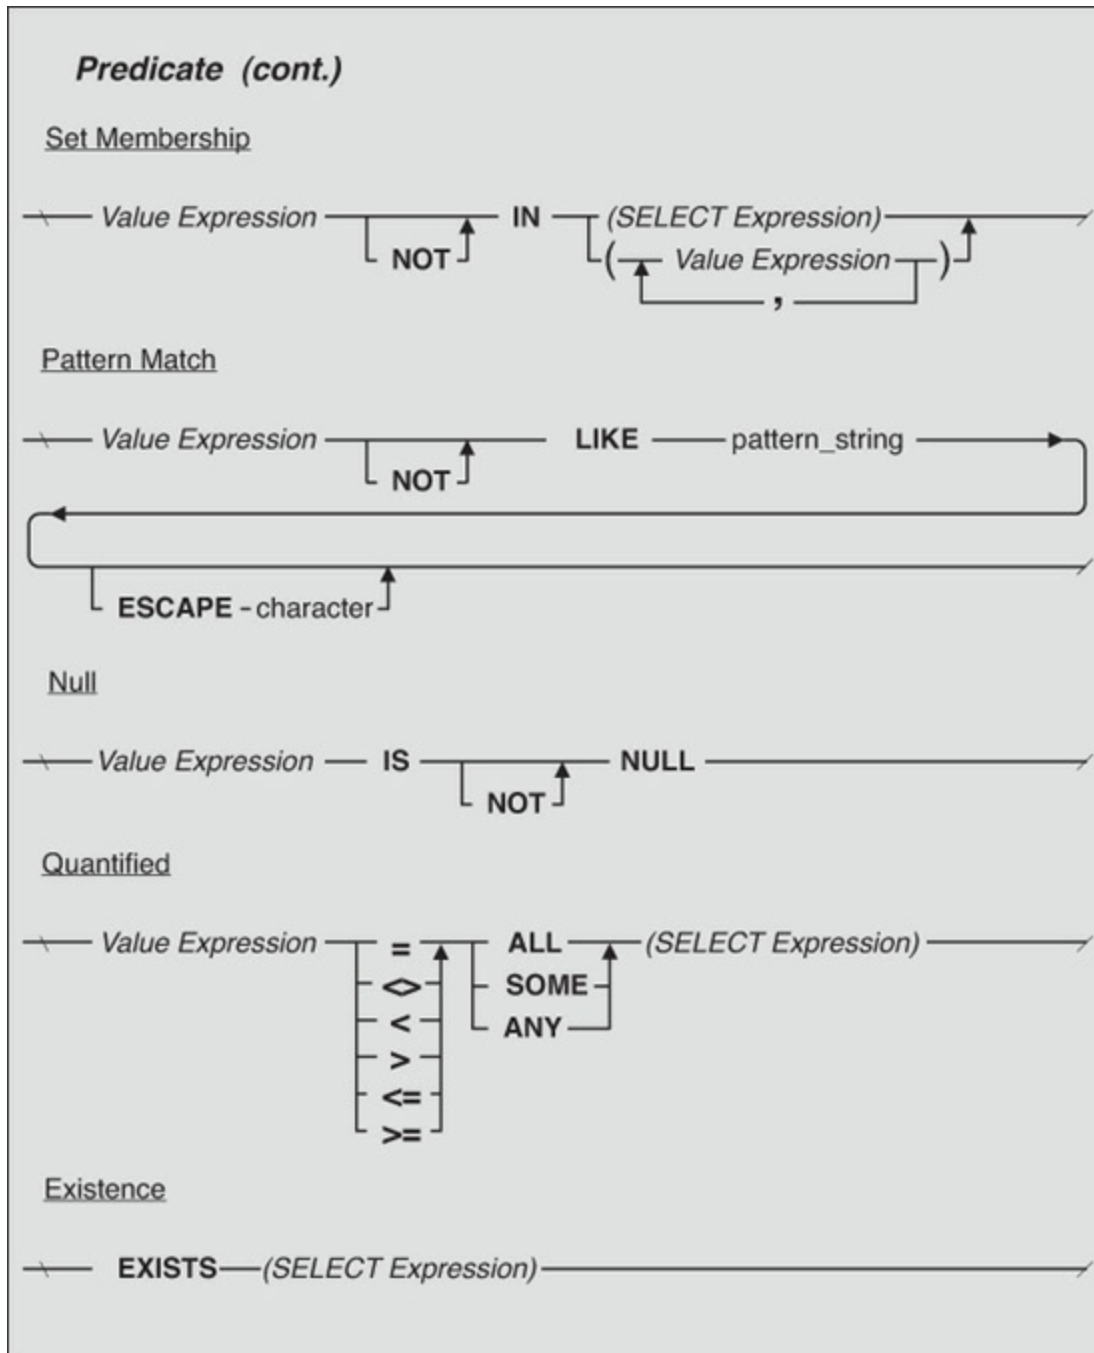 Predicate (cont.)
Set Membership
Value Expression NOT IN (SELECT Expression)
( Value Expression )
,
Pattern Match
Value Expression NOT LIKE pattern_string
ESCAPE - character
Null
Value Expression IS NOT NULL
Quantified
Value Expression = ALL (SELECT Expression)
<> SOME
< ANY
>
<=
>=
Existence
EXISTS (SELECT Expression)